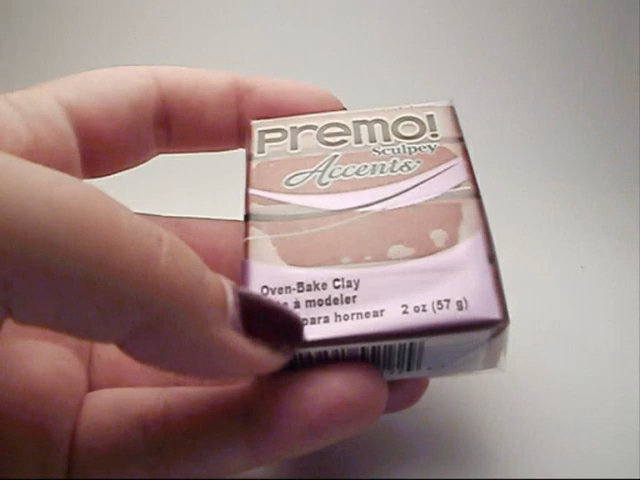 Premo!
Sculpey
Accents
Oven-Bake Clay
à modeler
para hornear 2 oz (57 g)